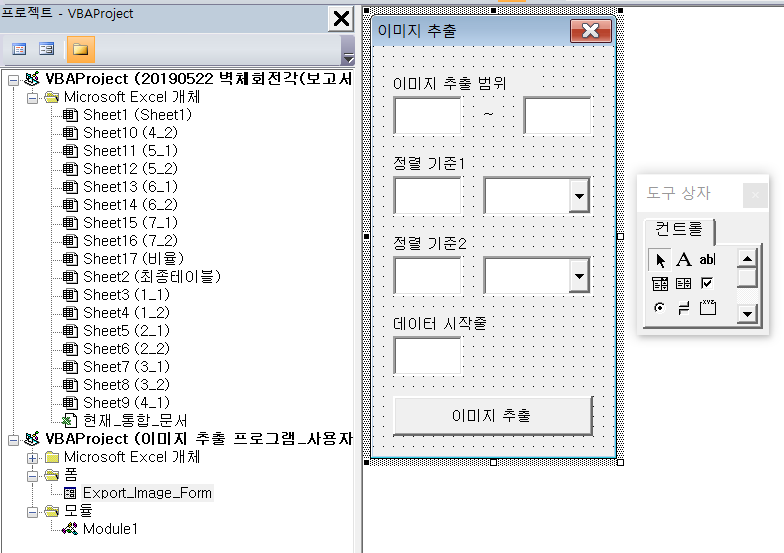 프로젝트 - VBAProject
VBAProject (20190522 벽체회전각(보고서
Microsoft Excel 개체
Sheet1 (Sheet1)
Sheet10 (4_2)
Sheet11 (5_1)
Sheet12 (5_2)
Sheet13 (6_1)
Sheet14 (6_2)
Sheet15 (7_1)
Sheet16 (7_2)
Sheet17 (비율)
Sheet2 (최종테이블)
Sheet3 (1_1)
Sheet4 (1_2)
Sheet5 (2_1)
Sheet6 (2_2)
Sheet7 (3_1)
Sheet8 (3_2)
Sheet9 (4_1)
현재_통합_문서
VBAProject (이미지 추출 프로그램_사용자
Microsoft Excel 개체
폼
Export_Image_Form
모듈
Module1
이미지 추출
이미지 추출 범위
~
정렬 기준1
정렬 기준2
데이터 시작줄
이미지 추출
도구 상자
컨트롤
A
ab
xyz